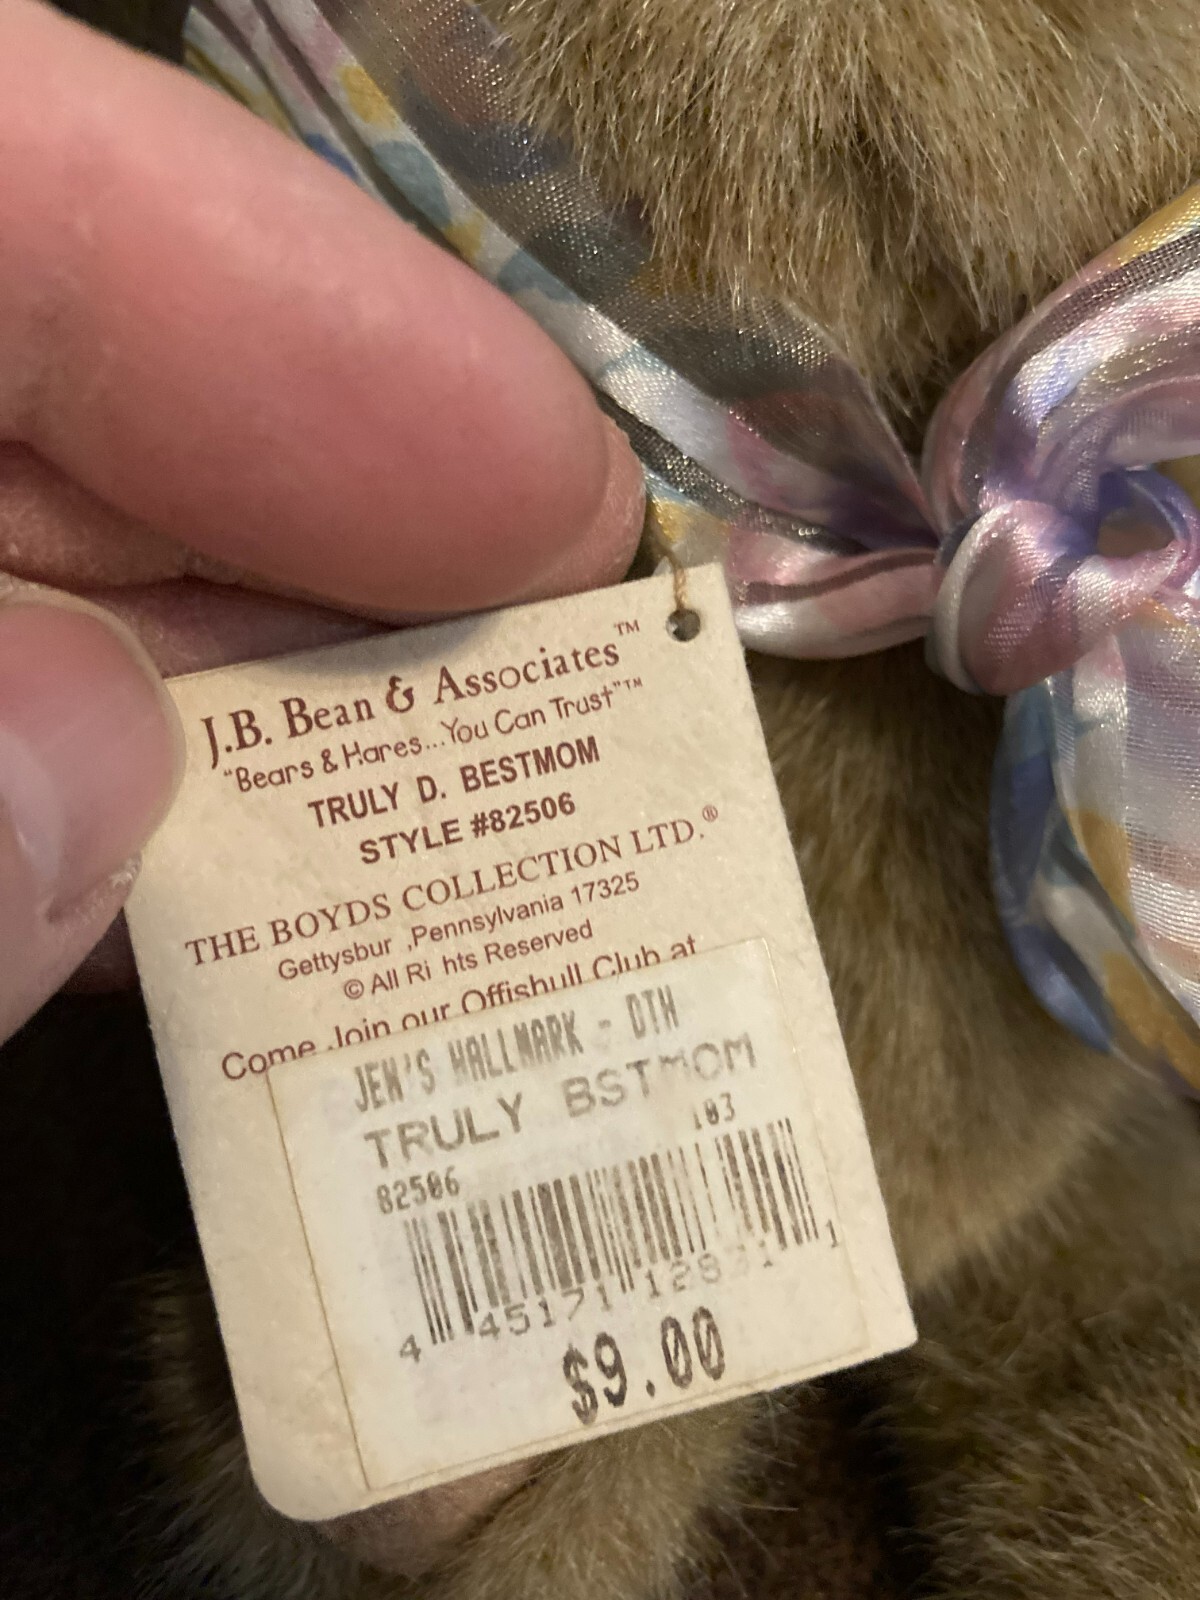 J.B. Bean & Associates™
"Bears & Hares...You Can Trust"™
TRULY D. BESTMOM
STYLE #82506
THE BOYDS COLLECTION LTD.®
Gettysbur ,Pennsylvania 17325
© All Ri hts Reserved
Come Join our Offishull Club at
JEN'S HALLMARK - DTH
TRULY BSTMOM
103
82506
4 45171 1
$9.00